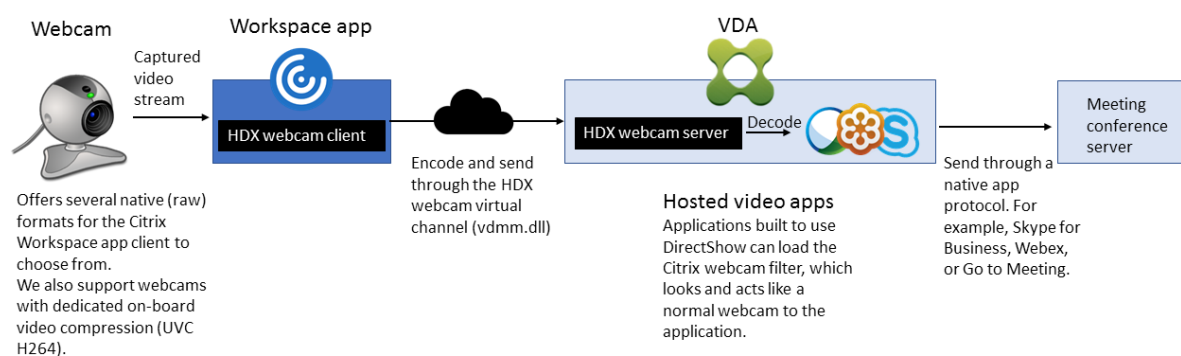 Webcam
Captured
video
stream
Offers several native (raw)
formats for the Citrix
Workspace app client to
choose from.
We also support webcams
with dedicated on-board
video compression (UVC
H264).
Workspace app
HDX webcam client
Encode and send
through the HDX
webcam virtual
channel (vdmm.dll)
VDA
HDX webcam server
Decode
S
Hosted video apps
Applications built to use
DirectShow can load the
Citrix webcam filter, which
looks and acts like a
normal webcam to the
application.
Send through a
native app
protocol. For
example, Skype for
Business, Webex,
or Go to Meeting.
Meeting
conference
server